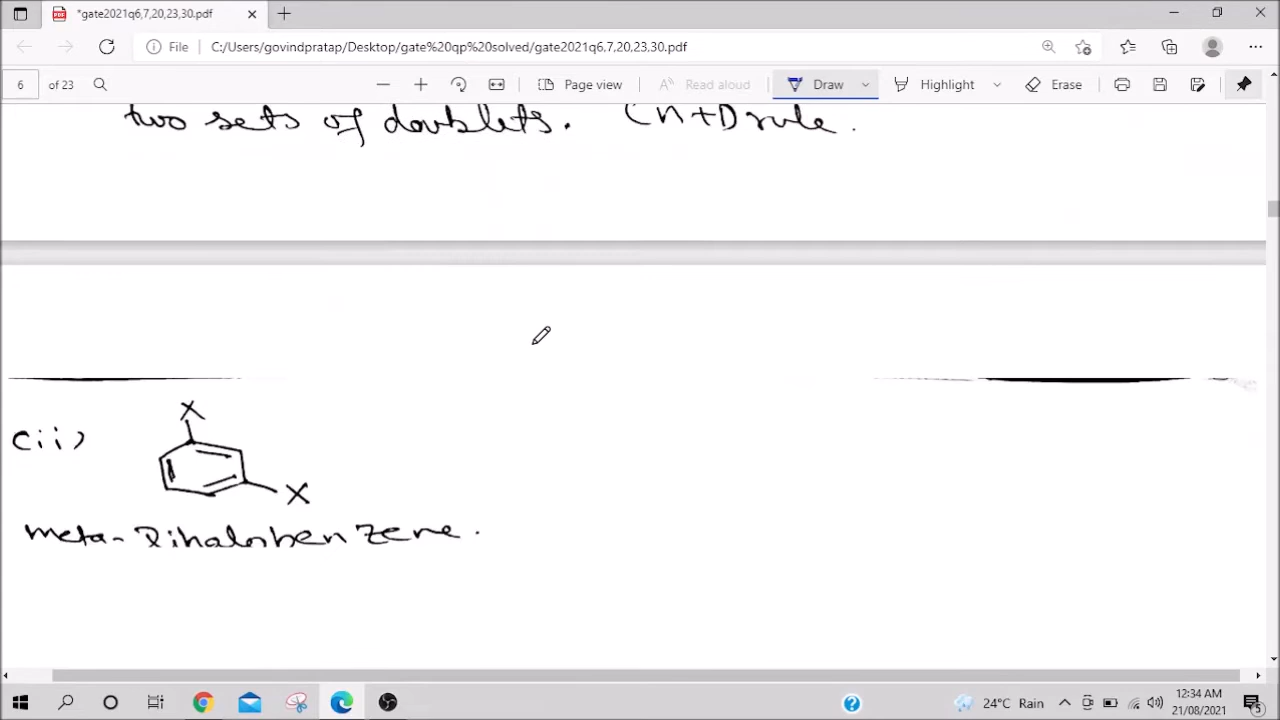 *gate2021q6,7,20,23,30.pdf
File C:/Users/govindpratap/Desktop/gate%20qp%20solved/gate2021q6,7,20,23,30.pdf
6 of 23 Page view Read aloud Draw Highlight Erase
two sets of doublets. (n+1) rule.
X
(ii)
X
meta-Dihalobenzene.
24°C Rain
12:34 AM
21/08/2021
5